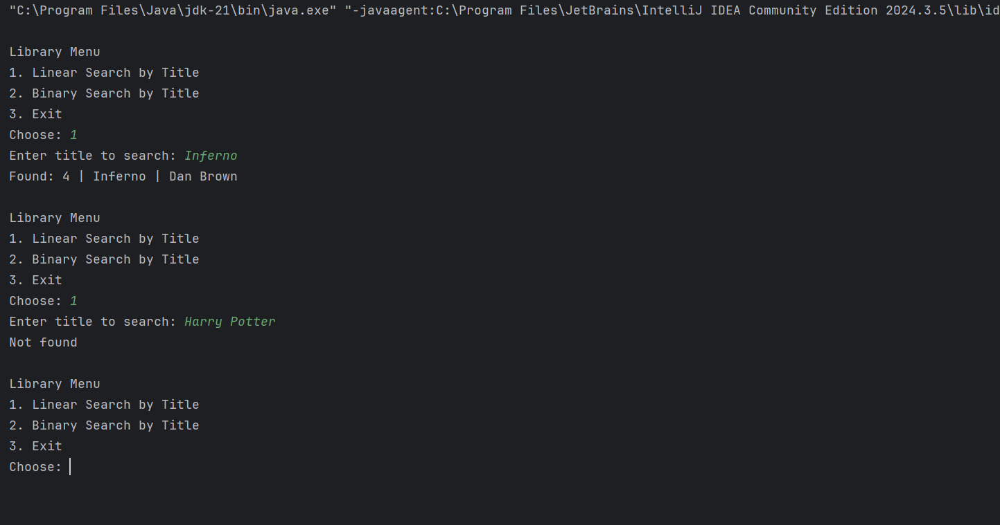 "C:\Program Files\Java\jdk-21\bin\java.exe" "-javaagent:C:\Program Files\JetBrains\IntelliJ IDEA Community Edition 2024.3.5\lib\id
Library Menu
1. Linear Search by Title
2. Binary Search by Title
3. Exit
Choose: 1
Enter title to search: Inferno
Found: 4 | Inferno | Dan Brown
Library Menu
1. Linear Search by Title
2. Binary Search by Title
3. Exit
Choose: 1
Enter title to search: Harry Potter
Not found
Library Menu
1. Linear Search by Title
2. Binary Search by Title
3. Exit
Choose: